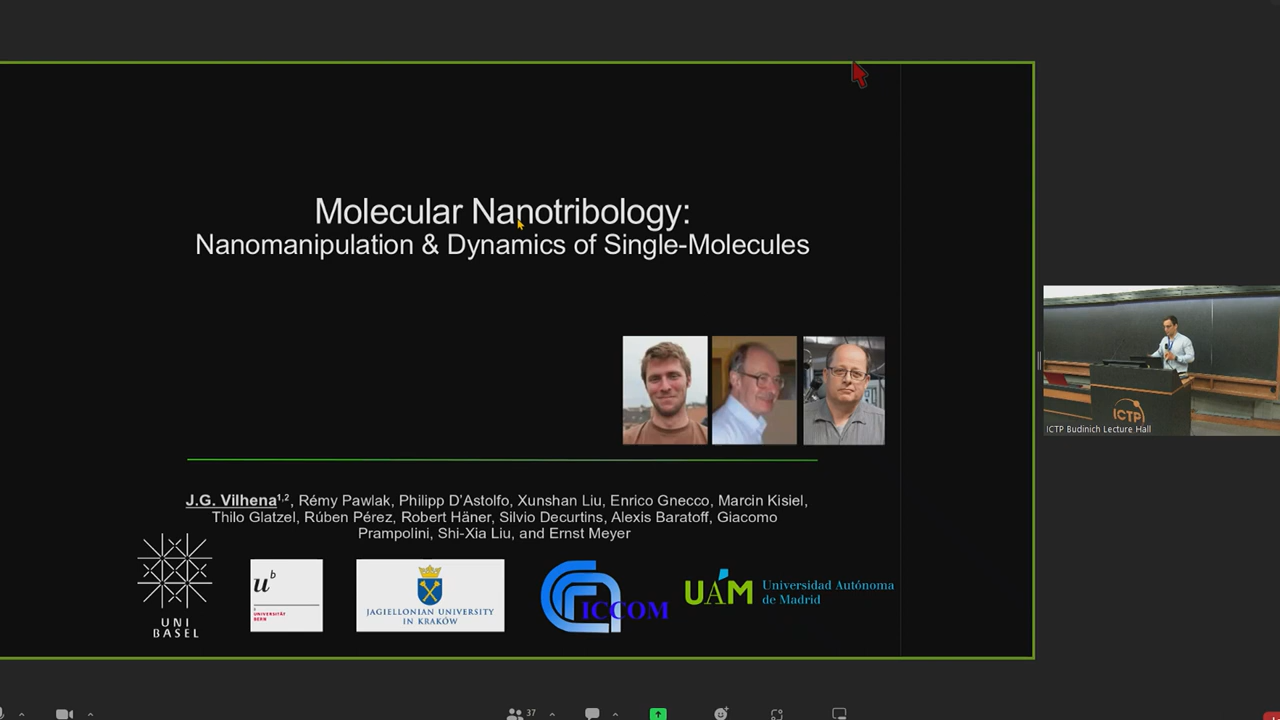 Molecular Nanotribology:
Nanomanipulation & Dynamics of Single-Molecules
J.G. Vilhena1,2, Rémy Pawlak, Philipp D'Astolfo, Xunshan Liu, Enrico Gnecco, Marcin Kisiel,
Thilo Glatzel, Rúben Pérez, Robert Häner, Silvio Decurtins, Alexis Baratoff, Giacomo
Prampolini, Shi-Xia Liu, and Ernst Meyer
UNI
BASEL
ub
UNIVERSITÄT
BERN
JAGIELLONIAN UNIVERSITY
IN KRAKÓW
ICCOM
UAM
Universidad Autónoma
de Madrid
ICTP
ICTP Budinich Lecture Hall
37